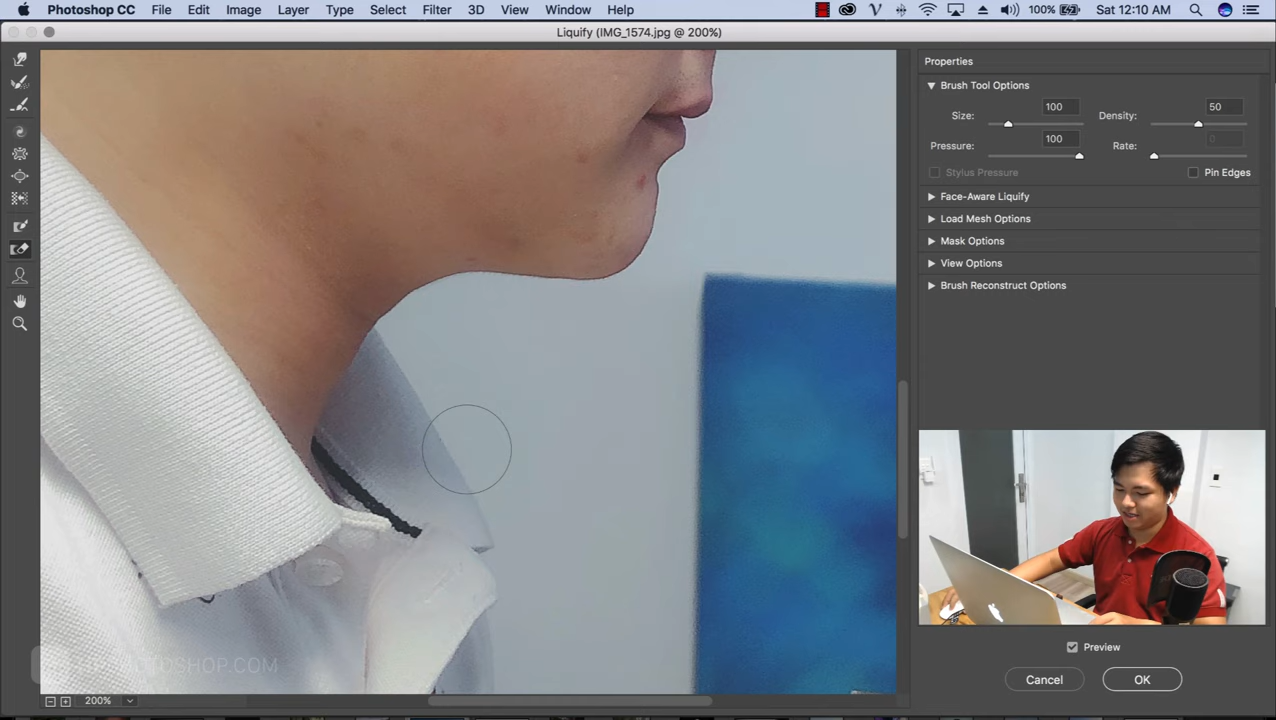 Photoshop CC File Edit Image Layer Type Select Filter 3D View Window Help 100% Sat 12:10 AM
Liquify (IMG_1574.jpg @ 200%)
Properties
Brush Tool Options
Size: 100 Density: 50
Pressure: 100 Rate: 0
Stylus Pressure Pin Edges
Face-Aware Liquify
Load Mesh Options
Mask Options
View Options
Brush Reconstruct Options
Preview
Cancel OK
200%